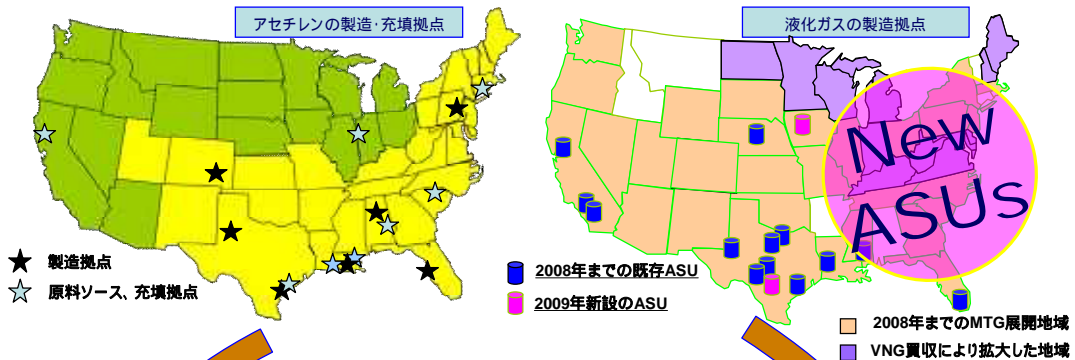 アセチレンの製造・充填拠点
液化ガスの製造拠点
New
ASUs
製造拠点
原料ソース、充填拠点
2008年までの既存ASU
2009年新設のASU
2008年までのMTG展開地域
VNG買収により拡大した地域